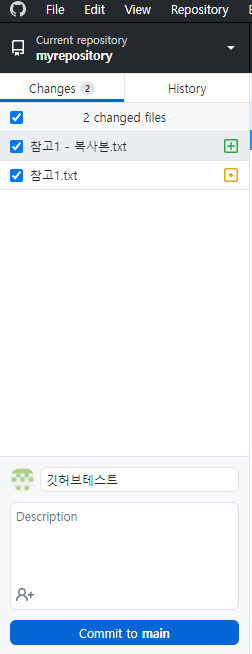 File Edit View Repository
Current repository
myrepository
Changes 2 History
2 changed files
참고1 - 복사본.txt
참고1.txt
깃허브테스트
Description
Commit to main